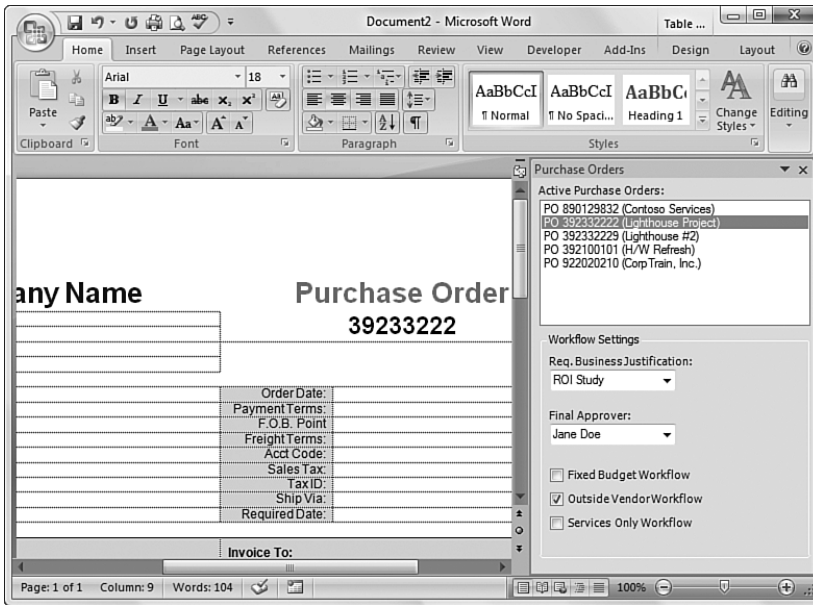 Document2 - Microsoft Word
Table ...
Home Insert Page Layout References Mailings Review View Developer Add-Ins Design Layout
Paste
Clipboard
Arial 18
B I U abe x₂ x²
ab A Aa A A
Font
Paragraph
AaBbCcI AaBbCcI AaBbC
¶ Normal ¶ No Spaci... Heading 1
Change Styles
Styles
Editing
any Name
Purchase Order
39233222
Order Date:
Payment Terms:
F.O.B. Point
Freight Terms:
Acct Code:
Sales Tax:
Tax ID:
Ship Via:
Required Date:
Invoice To:
Purchase Orders
Active Purchase Orders:
PO 890129832 (Contoso Services)
PO 392332222 (Lighthouse Project)
PO 392332229 (Lighthouse #2)
PO 392100101 (H/W Refresh)
PO 922020210 (Corp Train, Inc.)
Workflow Settings
Req. Business Justification:
ROI Study
Final Approver:
Jane Doe
Fixed Budget Workflow
Outside Vendor Workflow
Services Only Workflow
Page: 1 of 1 Column: 9 Words: 104 100%